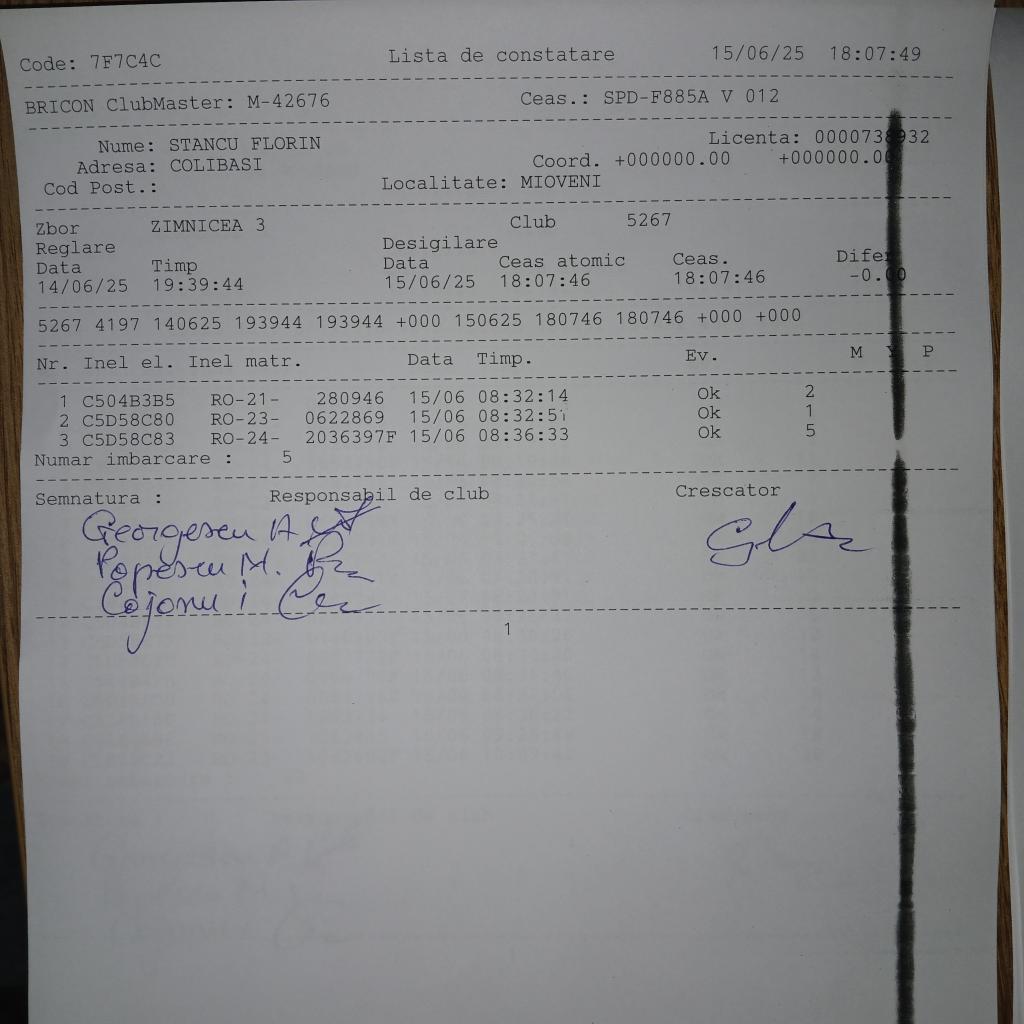 Code: 7F7C4C Lista de constatare 15/06/25 18:07:49
BRICON ClubMaster: M-42676 Ceas.: SPD-F885A V 012
Nume: STANCU FLORIN Licenta: 0000738932
Adresa: COLIBASI Coord. +000000.00 +000000.00
Cod Post.: Localitate: MIOVENI
Zbor ZIMNICEA 3 Club 5267
Reglare Desigilare
Data Timp Data Ceas atomic Ceas. Difer
14/06/25 19:39:44 15/06/25 18:07:46 18:07:46 -0.00
5267 4197 140625 193944 193944 +000 150625 180746 180746 +000 +000
Nr. Inel el. Inel matr. Data Timp. Ev. M Y P
1 C504B3B5 RO-21- 280946 15/06 08:32:14 Ok 2
2 C5D58C80 RO-23- 0622869 15/06 08:32:51 Ok 1
3 C5D58C83 RO-24- 2036397F 15/06 08:36:33 Ok 5
Numar imbarcare : 5
Semnatura : Responsabil de club Crescator
Georgescu A
Popescu M.
Cojanu i
1